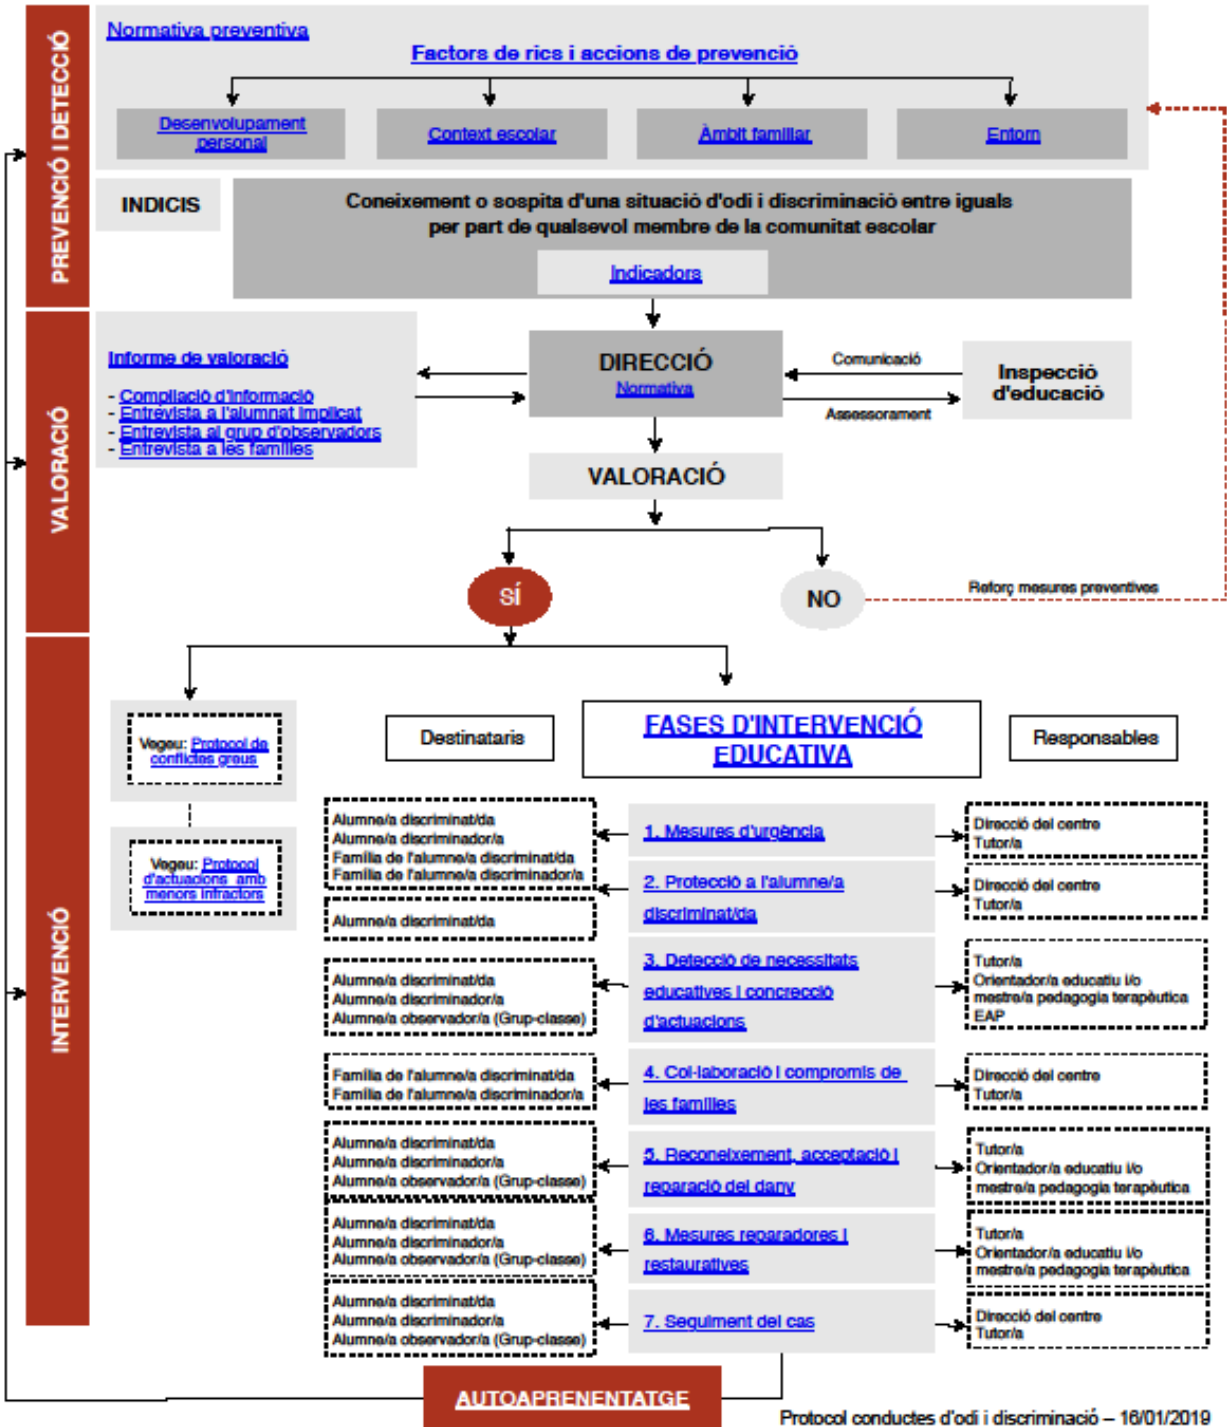 PREVENCIÓ I DETECCIÓ
Normativa preventiva
Factors de rics i accions de prevenció
Desenvolupament
personal
Context escolar
Àmbit familiar
Entorn
INDICIS
Coneixement o sospita d'una situació d'odi i discriminació entre iguals
per part de qualsevol membre de la comunitat escolar
Indicadors
VALORACIÓ
Informe de valoració
- Compilació d'informació
- Entrevista a l'alumnat implicat
- Entrevista al grup d'observadors
- Entrevista a les famílies
DIRECCIÓ
Normativa
Comunicació
Assessorament
Inspecció
d'educació
VALORACIÓ
SÍ
NO
Reforç mesures preventives
INTERVENCIÓ
Vegeu: Protocol de
conflictes greus
Vegeu: Protocol
d'actuacions amb
menors infractors
Destinataris
FASES D'INTERVENCIÓ
EDUCATIVA
Responsables
Alumne/a discriminat/da
Alumne/a discriminador/a
Família de l'alumne/a discriminat/da
Família de l'alumne/a discriminador/a
1. Mesures d'urgència
Direcció del centre
Tutor/a
Alumne/a discriminat/da
2. Protecció a l'alumne/a
discriminat/da
Direcció del centre
Tutor/a
Alumne/a discriminat/da
Alumne/a discriminador/a
Alumne/a observador/a (Grup-classe)
3. Detecció de necessitats
educatives i concrecció
d'actuacions
Tutor/a
Orientador/a educatiu i/o
mestre/a pedagogia terapèutica
EAP
Família de l'alumne/a discriminat/da
Família de l'alumne/a discriminador/a
4. Col·laboració i compromis de
les famílies
Direcció del centre
Tutor/a
Alumne/a discriminat/da
Alumne/a discriminador/a
Alumne/a observador/a (Grup-classe)
5. Reconeixement, acceptació i
reparació del dany
Tutor/a
Orientador/a educatiu i/o
mestre/a pedagogia terapèutica
Alumne/a discriminat/da
Alumne/a discriminador/a
Alumne/a observador/a (Grup-classe)
6. Mesures reparadores i
restauratives
Tutor/a
Orientador/a educatiu i/o
mestre/a pedagogia terapèutica
Alumne/a discriminat/da
Alumne/a discriminador/a
Alumne/a observador/a (Grup-classe)
7. Seguiment del cas
Direcció del centre
Tutor/a
AUTOAPRENENTATGE
Protocol conductes d'odi i discriminació – 16/01/2019